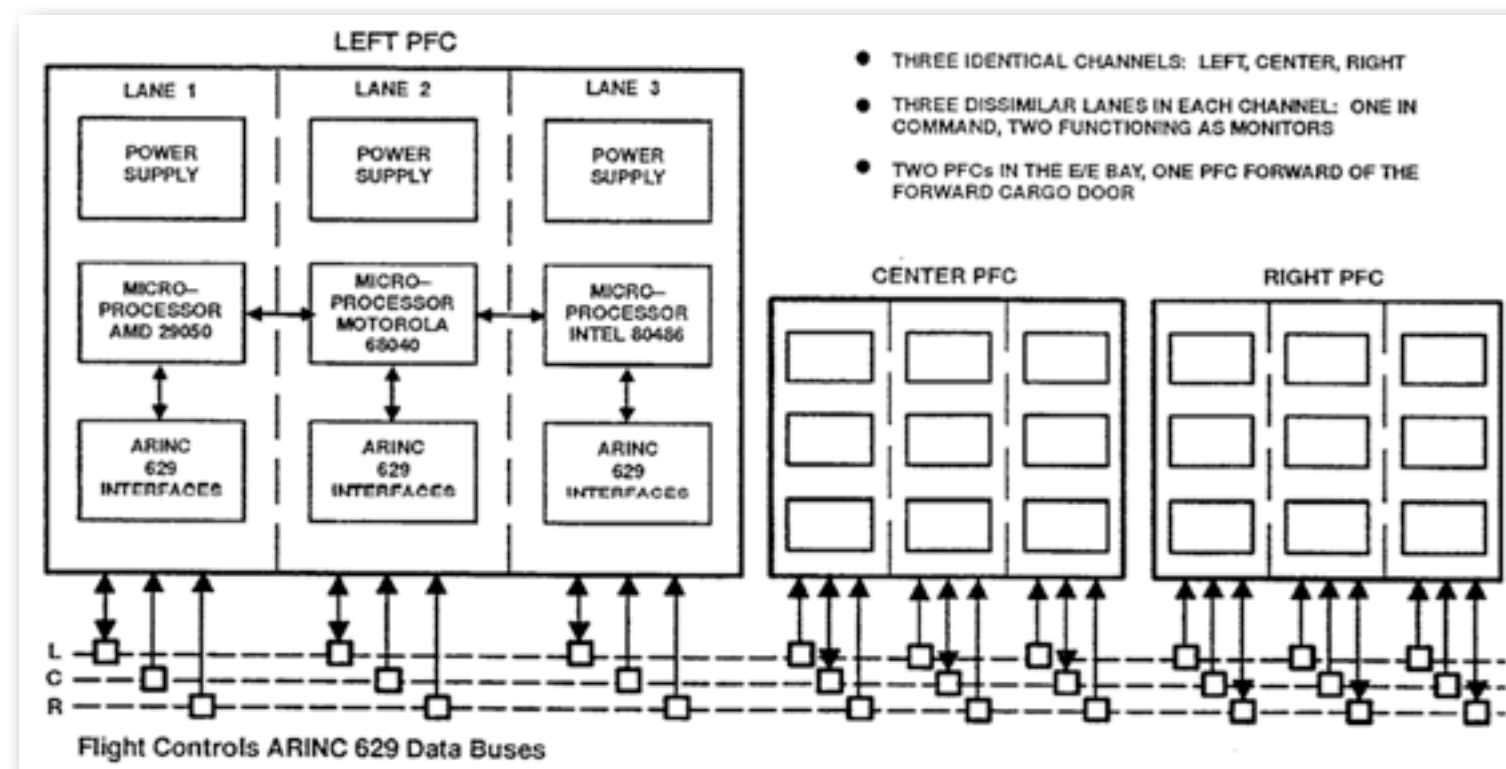 LEFT PFC
LANE 1
LANE 2
LANE 3
POWER
SUPPLY
POWER
SUPPLY
POWER
SUPPLY
MICRO–
PROCESSOR
AMD 29050
MICRO–
PROCESSOR
MOTOROLA
68040
MICRO–
PROCESSOR
INTEL 80486
ARINC
629
INTERFACES
ARINC
629
INTERFACES
ARINC
629
INTERFACES
● THREE IDENTICAL CHANNELS: LEFT, CENTER, RIGHT
● THREE DISSIMILAR LANES IN EACH CHANNEL: ONE IN
COMMAND, TWO FUNCTIONING AS MONITORS
● TWO PFCs IN THE E/E BAY, ONE PFC FORWARD OF THE
FORWARD CARGO DOOR
CENTER PFC
RIGHT PFC
L
C
R
Flight Controls ARINC 629 Data Buses